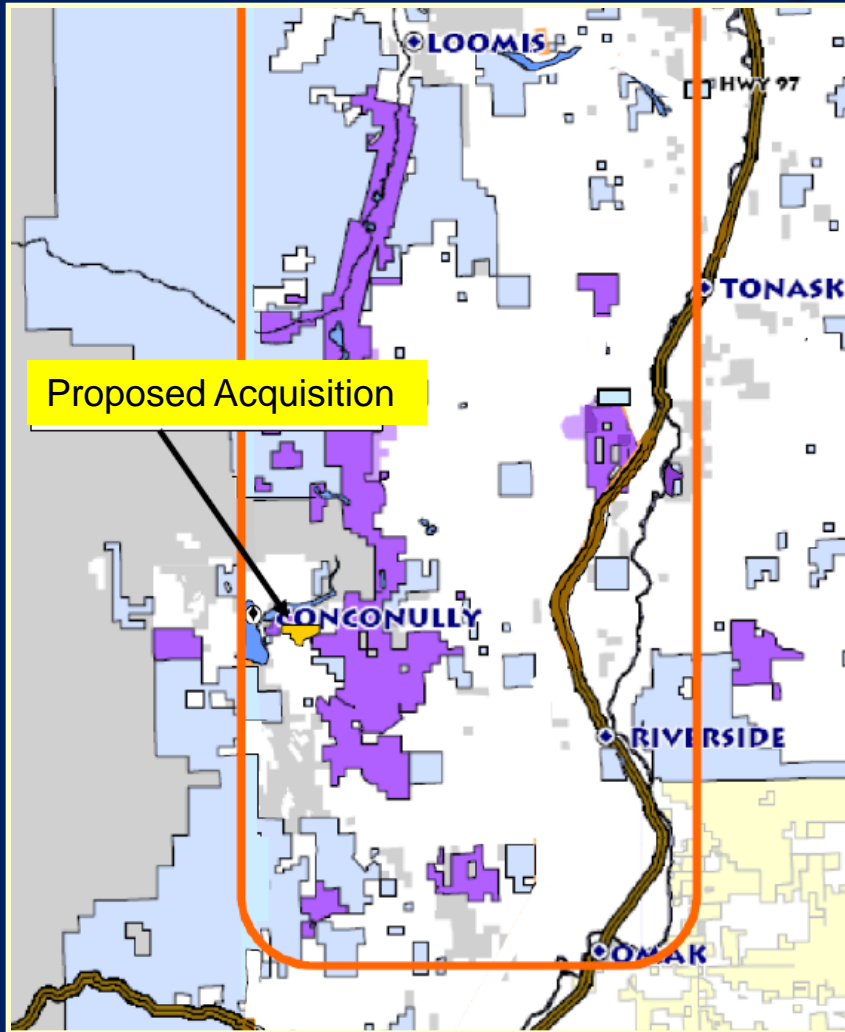 LOOMIS
HWY 97
TONASK
Proposed Acquisition
CONCONULLY
RIVERSIDE
OMAK